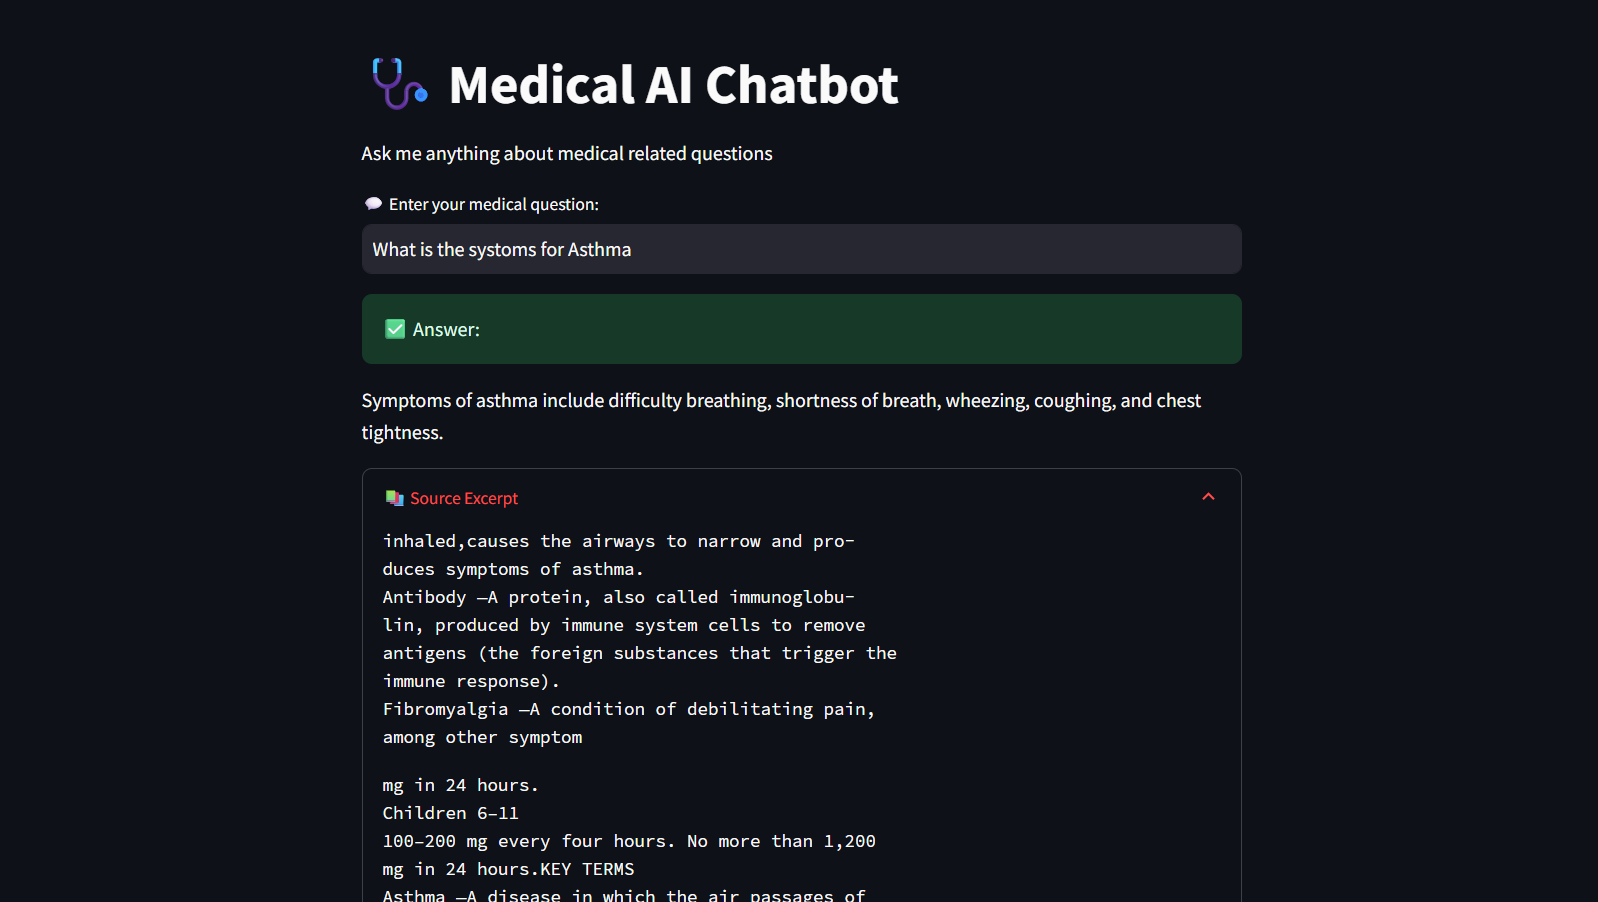 Medical AI Chatbot
Ask me anything about medical related questions
Enter your medical question:
What is the systoms for Asthma
Answer:
Symptoms of asthma include difficulty breathing, shortness of breath, wheezing, coughing, and chest
tightness.
Source Excerpt
inhaled,causes the airways to narrow and pro-
duces symptoms of asthma.
Antibody —A protein, also called immunoglobu-
lin, produced by immune system cells to remove
antigens (the foreign substances that trigger the
immune response).
Fibromyalgia —A condition of debilitating pain,
among other symptom
mg in 24 hours.
Children 6–11
100–200 mg every four hours. No more than 1,200
mg in 24 hours.KEY TERMS
Asthma —A disease in which the air passages of